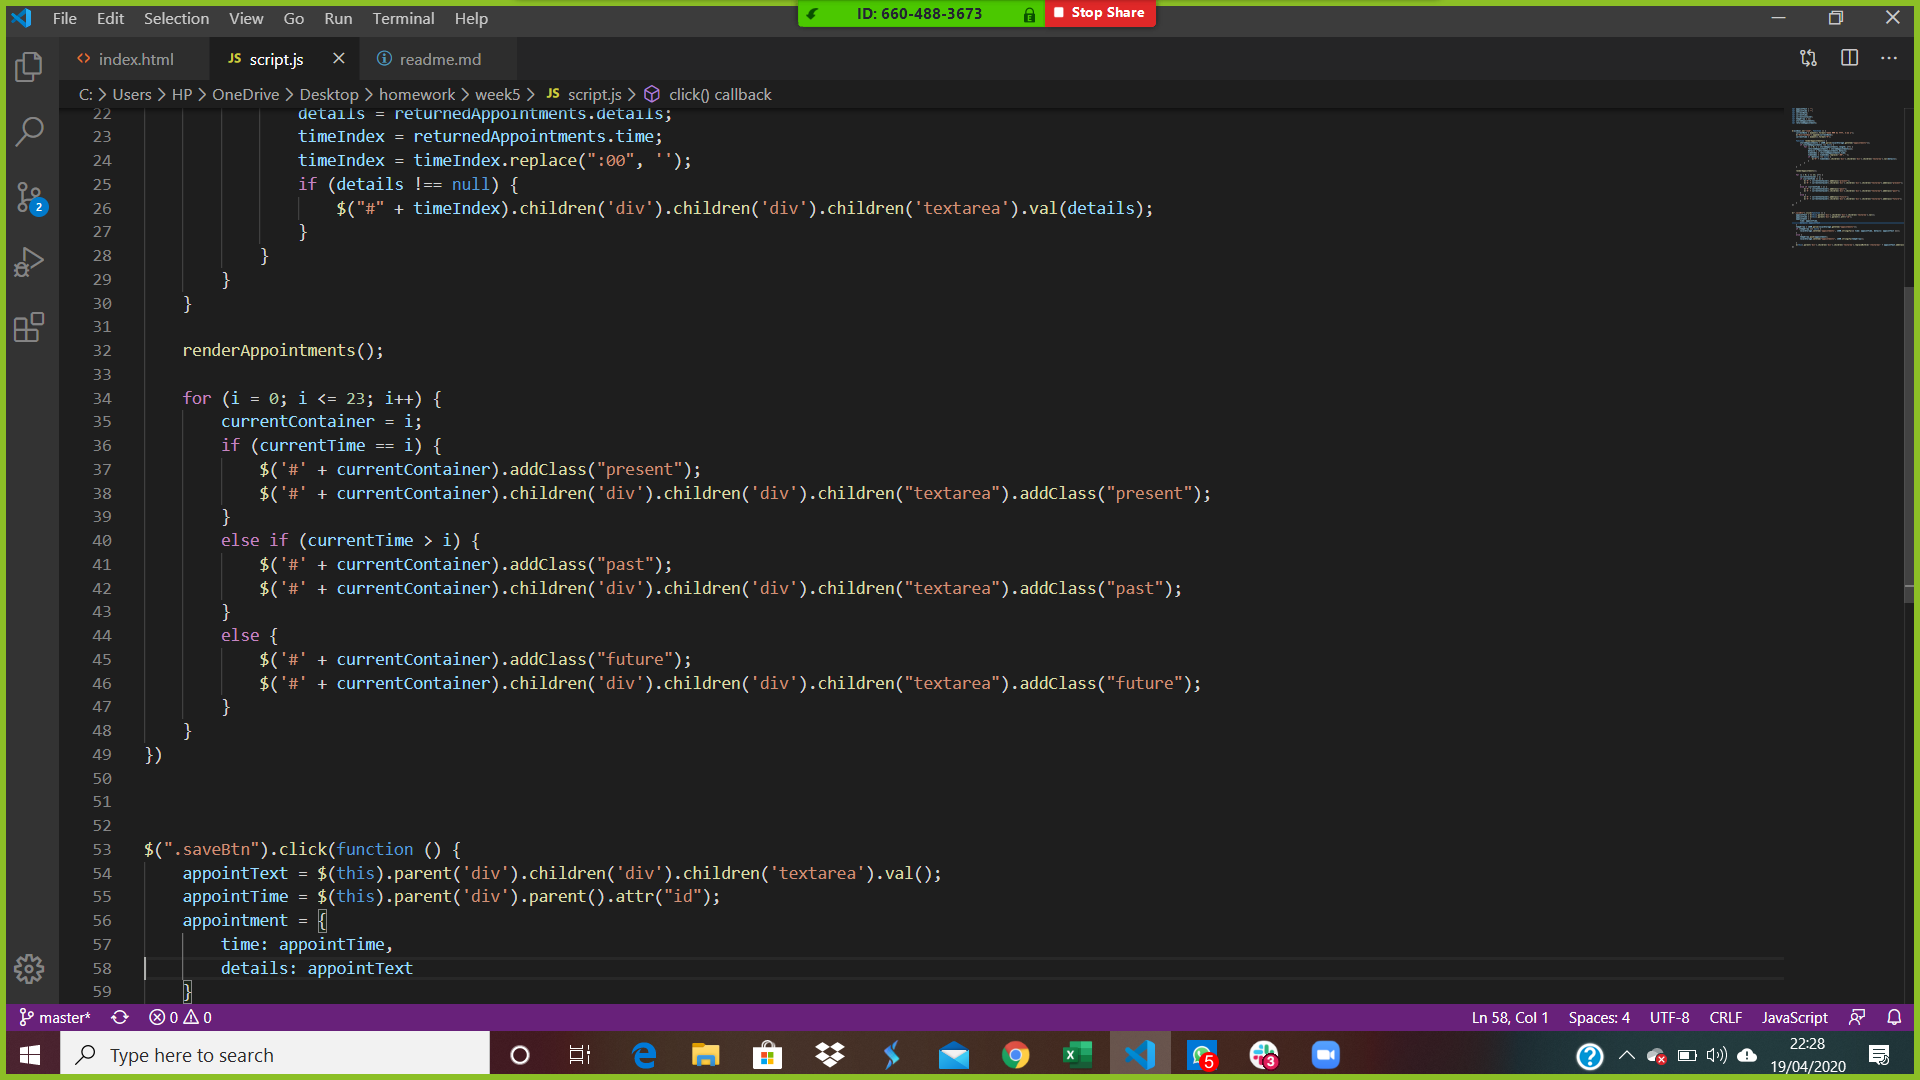 File Edit Selection View Go Run Terminal Help
ID: 660-488-3673 Stop Share
index.html JS script.js readme.md
C: > Users > HP > OneDrive > Desktop > homework > week5 > JS script.js > click() callback
22 details = returnedAppointments.details;
23 timeIndex = returnedAppointments.time;
24 timeIndex = timeIndex.replace(":00", '');
25 if (details !== null) {
26 $("#" + timeIndex).children('div').children('div').children('textarea').val(details);
27 }
28 }
29 }
30 }
31
32 renderAppointments();
33
34 for (i = 0; i <= 23; i++) {
35 currentContainer = i;
36 if (currentTime == i) {
37 $('#' + currentContainer).addClass("present");
38 $('#' + currentContainer).children('div').children('div').children("textarea").addClass("present");
39 }
40 else if (currentTime > i) {
41 $('#' + currentContainer).addClass("past");
42 $('#' + currentContainer).children('div').children('div').children("textarea").addClass("past");
43 }
44 else {
45 $('#' + currentContainer).addClass("future");
46 $('#' + currentContainer).children('div').children('div').children("textarea").addClass("future");
47 }
48 }
49 })
50
51
52
53 $(".saveBtn").click(function () {
54 appointText = $(this).parent('div').children('div').children('textarea').val();
55 appointTime = $(this).parent('div').parent().attr("id");
56 appointment = {
57 time: appointTime,
58 details: appointText
59 }
2
master* 0 0 Ln 58, Col 1 Spaces: 4 UTF-8 CRLF JavaScript
Type here to search 5 3 22:28
19/04/2020